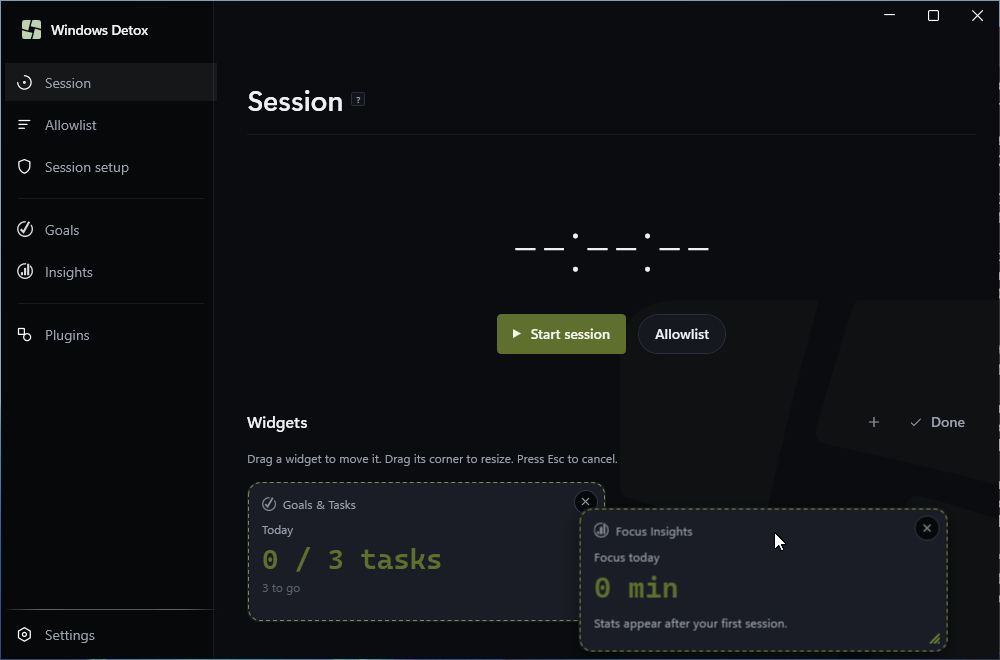 Windows Detox
Session
Allowlist
Session setup
Goals
Insights
Plugins
Settings
Session ?
– – : – – : – –
Start session
Allowlist
Widgets
+ Done
Drag a widget to move it. Drag its corner to resize. Press Esc to cancel.
Goals & Tasks
Today
0 / 3 tasks
3 to go
Focus Insights
Focus today
0 min
Stats appear after your first session.